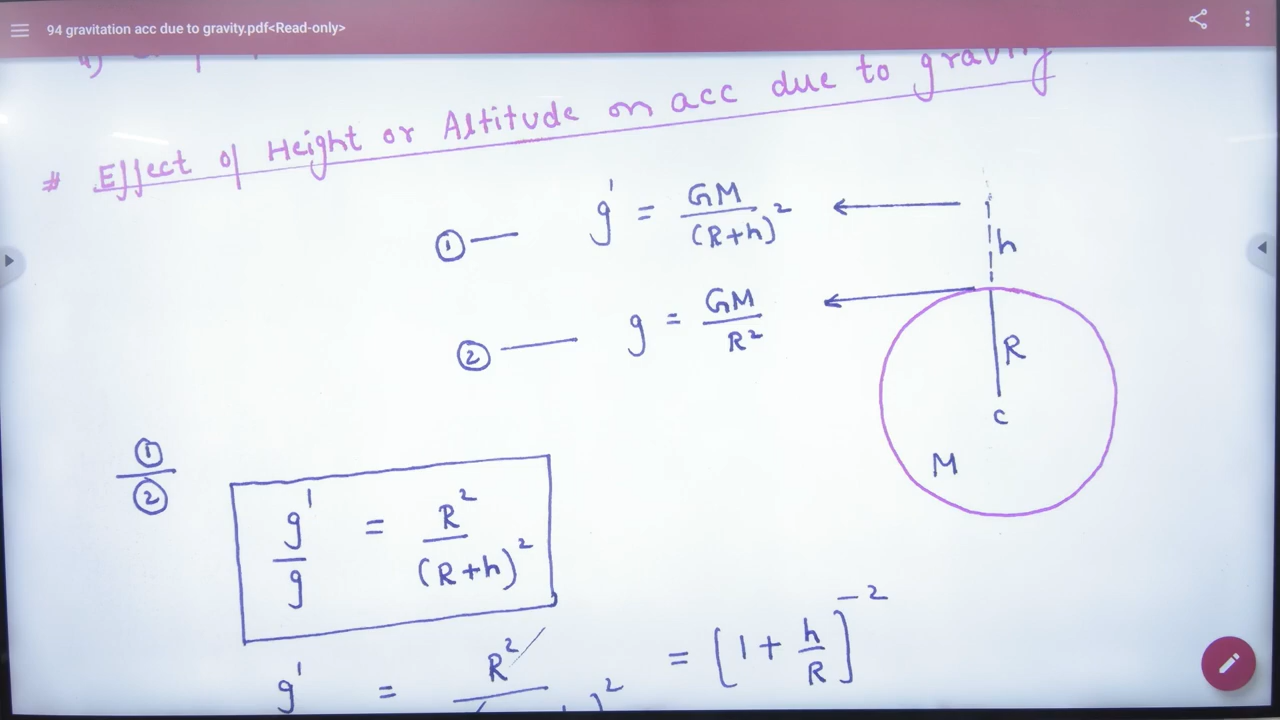 94 gravitation acc due to gravity.pdf<Read-only>
# Effect of Height or Altitude on acc due to gravity
① — g' = GM/(R+h)²
h
② — g = GM/R²
R
C
M
①/②
g'/g = R²/(R+h)²
g' = R² = [1 + h/R]⁻²